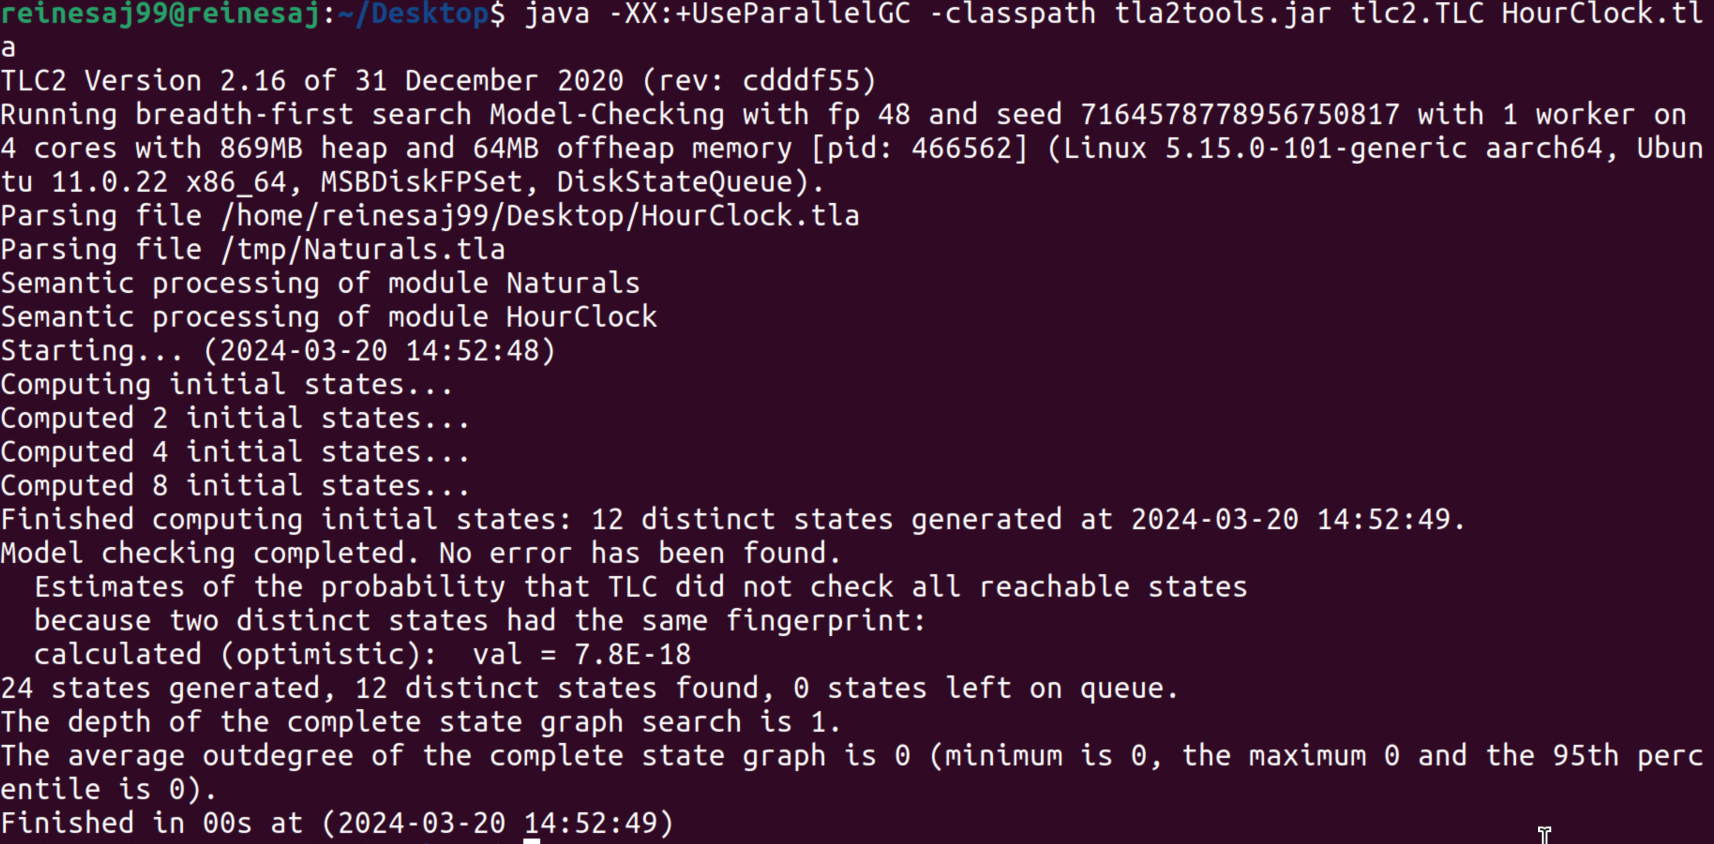 reinesaj99@reinesaj:~/Desktop$ java -XX:+UseParallelGC -classpath tla2tools.jar tlc2.TLC HourClock.tl
a
TLC2 Version 2.16 of 31 December 2020 (rev: cdddf55)
Running breadth-first search Model-Checking with fp 48 and seed 7164578778956750817 with 1 worker on
4 cores with 869MB heap and 64MB offheap memory [pid: 466562] (Linux 5.15.0-101-generic aarch64, Ubun
tu 11.0.22 x86_64, MSBDiskFPSet, DiskStateQueue).
Parsing file /home/reinesaj99/Desktop/HourClock.tla
Parsing file /tmp/Naturals.tla
Semantic processing of module Naturals
Semantic processing of module HourClock
Starting... (2024-03-20 14:52:48)
Computing initial states...
Computed 2 initial states...
Computed 4 initial states...
Computed 8 initial states...
Finished computing initial states: 12 distinct states generated at 2024-03-20 14:52:49.
Model checking completed. No error has been found.
  Estimates of the probability that TLC did not check all reachable states
  because two distinct states had the same fingerprint:
  calculated (optimistic):  val = 7.8E-18
24 states generated, 12 distinct states found, 0 states left on queue.
The depth of the complete state graph search is 1.
The average outdegree of the complete state graph is 0 (minimum is 0, the maximum 0 and the 95th perc
entile is 0).
Finished in 00s at (2024-03-20 14:52:49)